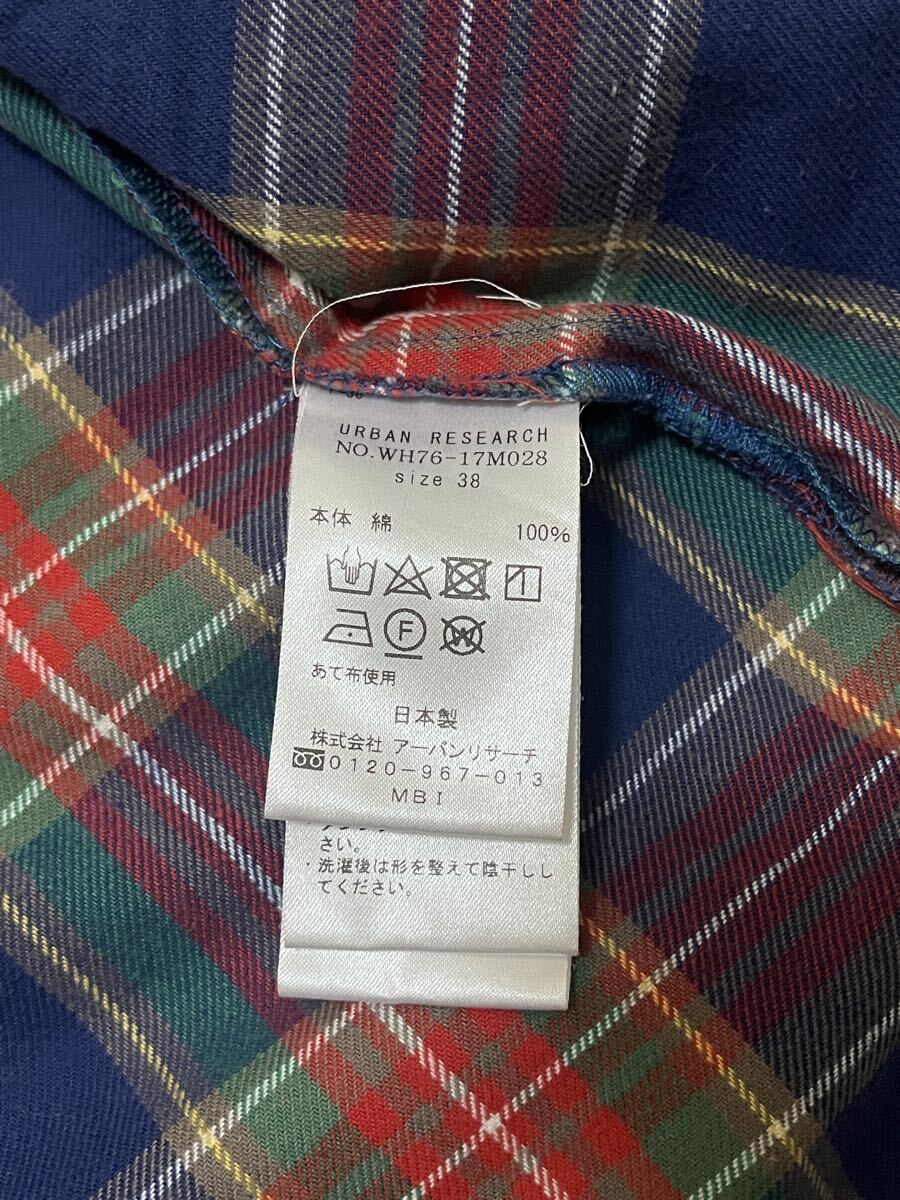 URBAN RESEARCH
NO.WH76-17M028
size 38
本体 綿 100%
F
W
あて布使用
日本製
株式会社 アーバンリサーチ
0120-967-013
MBI
さい。
・洗濯後は形を整えて陰干しし
てください。